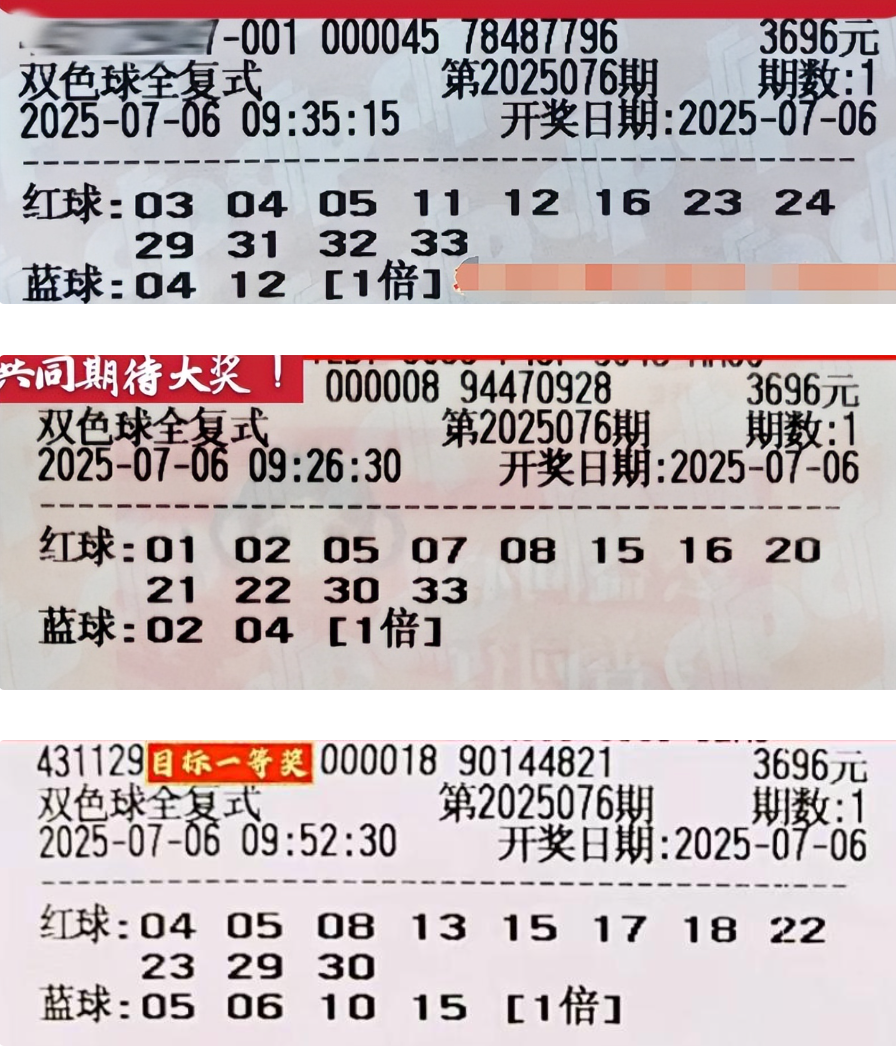 7-001 000045 78487796 3696元
双色球全复式 第2025076期 期数:1
2025-07-06 09:35:15 开奖日期:2025-07-06
红球:03 04 05 11 12 16 23 24
29 31 32 33
蓝球:04 12 [1倍]
共同期待大奖！ 000008 94470928 3696元
双色球全复式 第2025076期 期数:1
2025-07-06 09:26:30 开奖日期:2025-07-06
红球:01 02 05 07 08 15 16 20
21 22 30 33
蓝球:02 04 [1倍]
431129 目标一等奖 000018 90144821 3696元
双色球全复式 第2025076期 期数:1
2025-07-06 09:52:30 开奖日期:2025-07-06
红球:04 05 08 13 15 17 18 22
23 29 30
蓝球:05 06 10 15 [1倍]